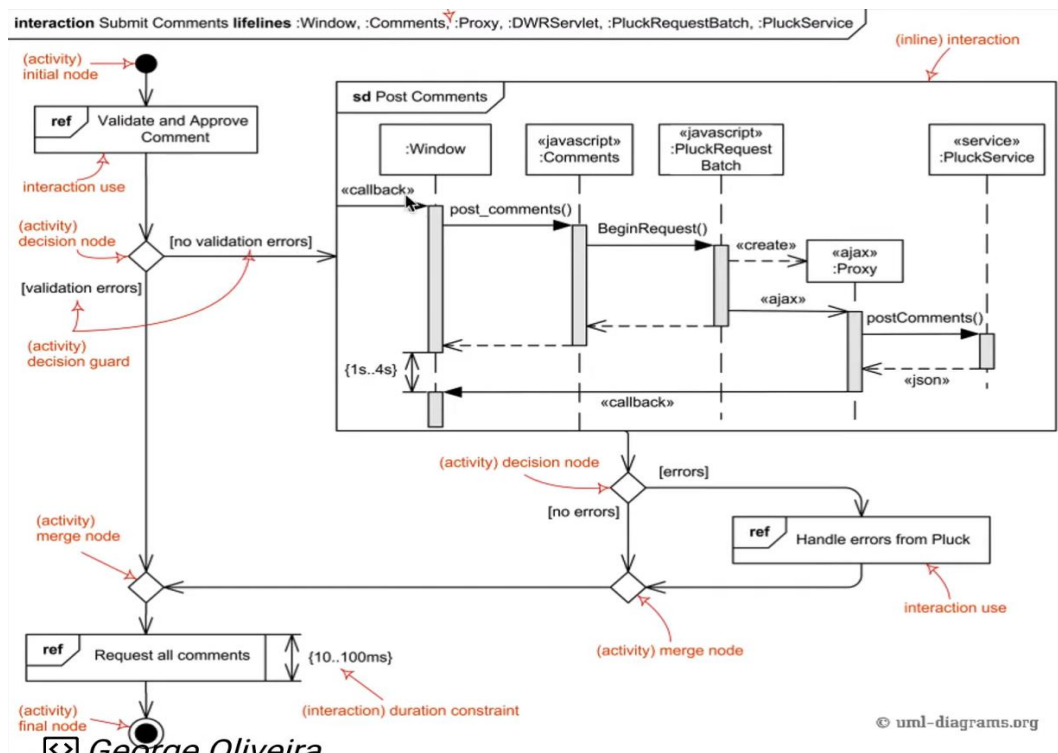 interaction Submit Comments lifelines :Window, :Comments, :Proxy, :DWRServlet, :PluckRequestBatch, :PluckService
(activity)
initial node
(inline) interaction
ref
Validate and Approve
Comment
interaction use
sd Post Comments
:Window
«javascript»
:Comments
«javascript»
:PluckRequest
Batch
«service»
:PluckService
«callback»
post_comments()
BeginRequest()
«create»
«ajax»
:Proxy
«ajax»
postComments()
«json»
{1s..4s}
«callback»
(activity)
decision node
[no validation errors]
[validation errors]
(activity)
decision guard
(activity) decision node
[errors]
[no errors]
ref
Handle errors from Pluck
interaction use
(activity)
merge node
(activity) merge node
ref
Request all comments
{10..100ms}
(interaction) duration constraint
(activity)
final node
© uml-diagrams.org
George Oliveira